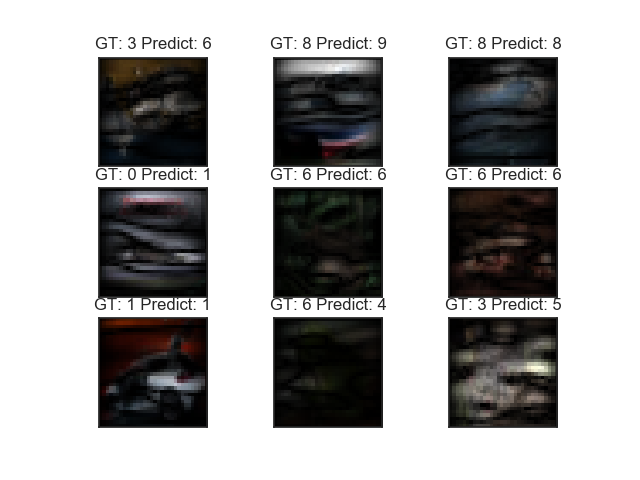 GT: 3 Predict: 6
GT: 8 Predict: 9
GT: 8 Predict: 8
GT: 0 Predict: 1
GT: 6 Predict: 6
GT: 6 Predict: 6
GT: 1 Predict: 1
GT: 6 Predict: 4
GT: 3 Predict: 5